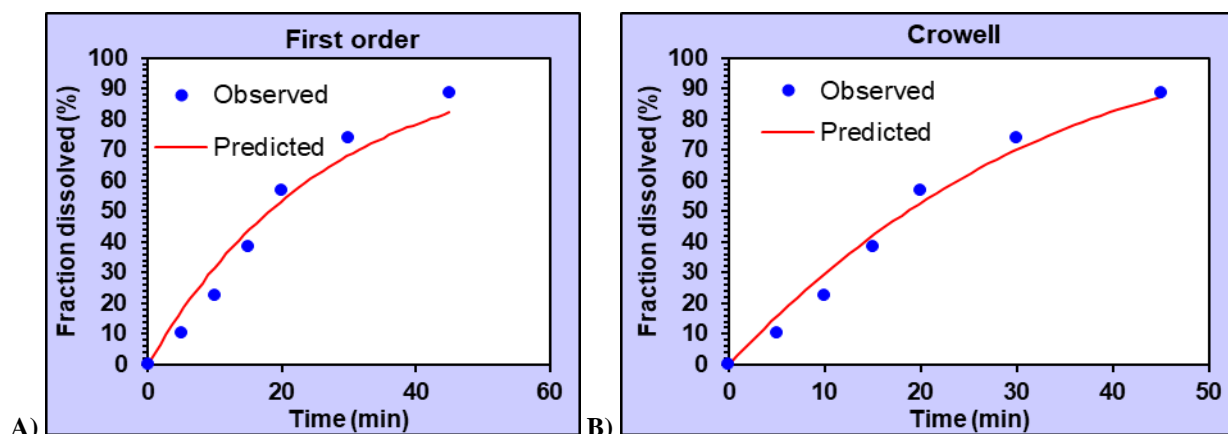 First order
Fraction dissolved (%)
100
90
80
70
60
50
40
30
20
10
0
Observed
Predicted
0 20 40 60
Time (min)
A)
Crowell
Fraction dissolved (%)
100
90
80
70
60
50
40
30
20
10
0
Observed
Predicted
0 10 20 30 40 50
Time (min)
B)